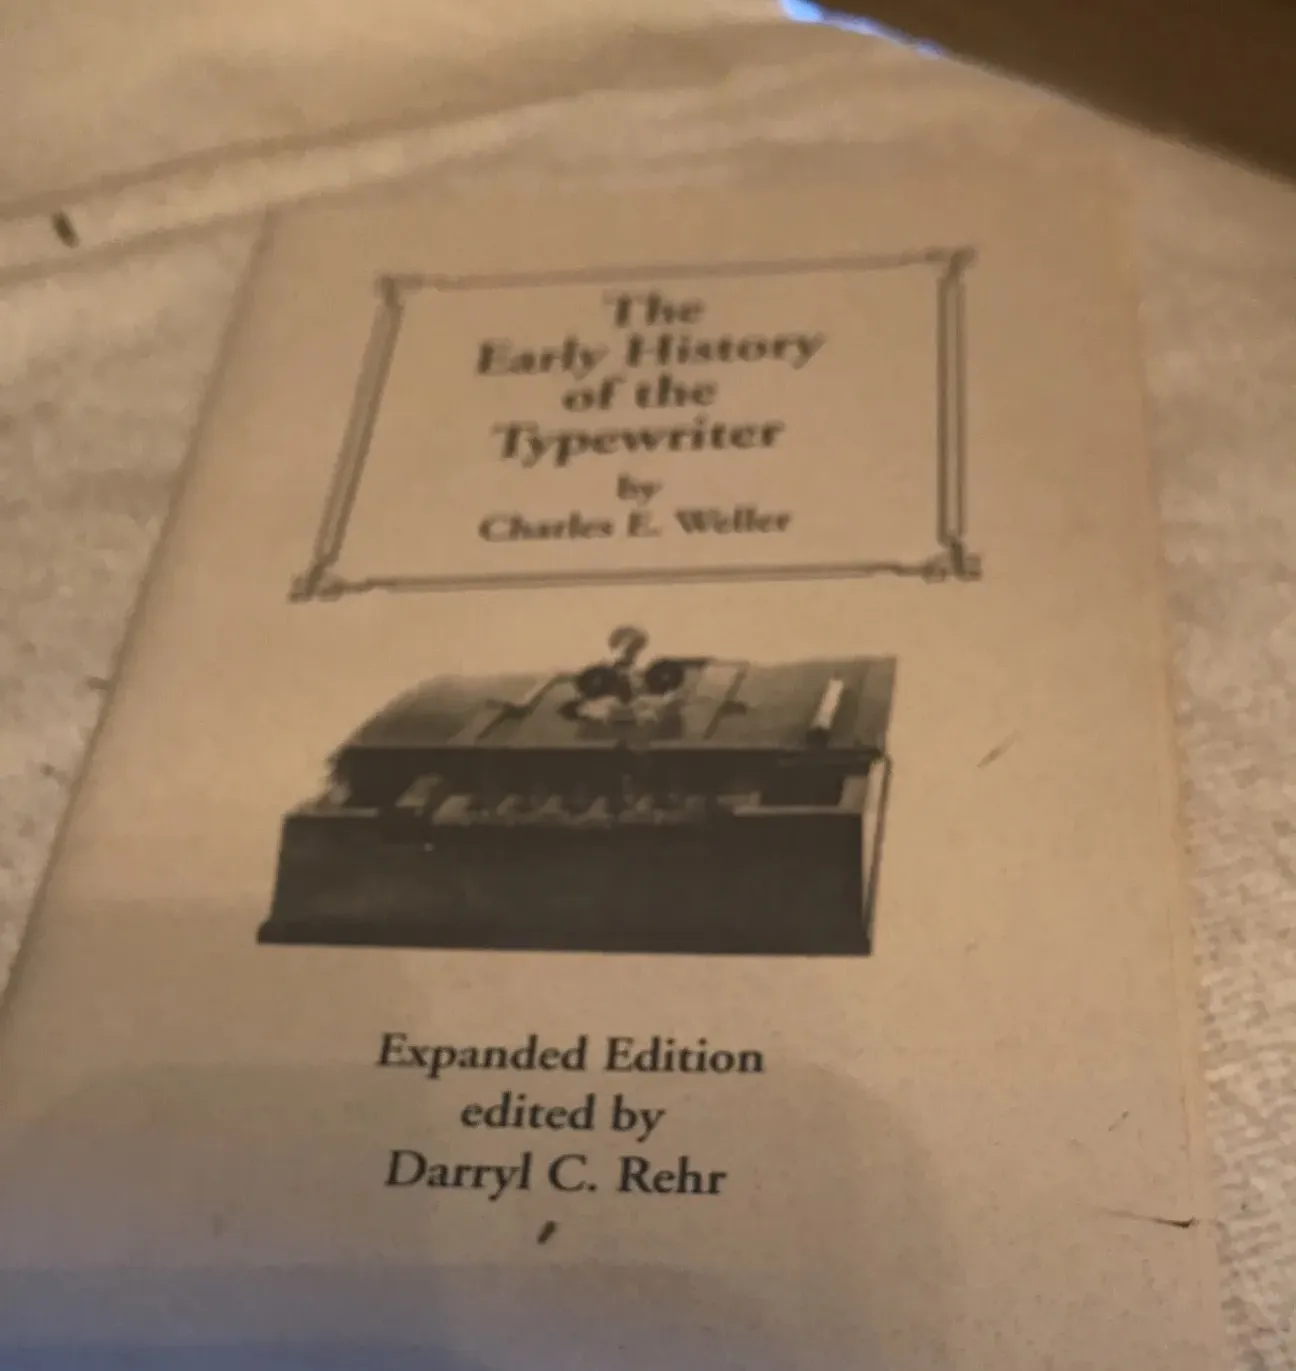 The
Early History
of the
Typewriter
by
Charles E. Weller
Expanded Edition
edited by
Darryl C. Rehr